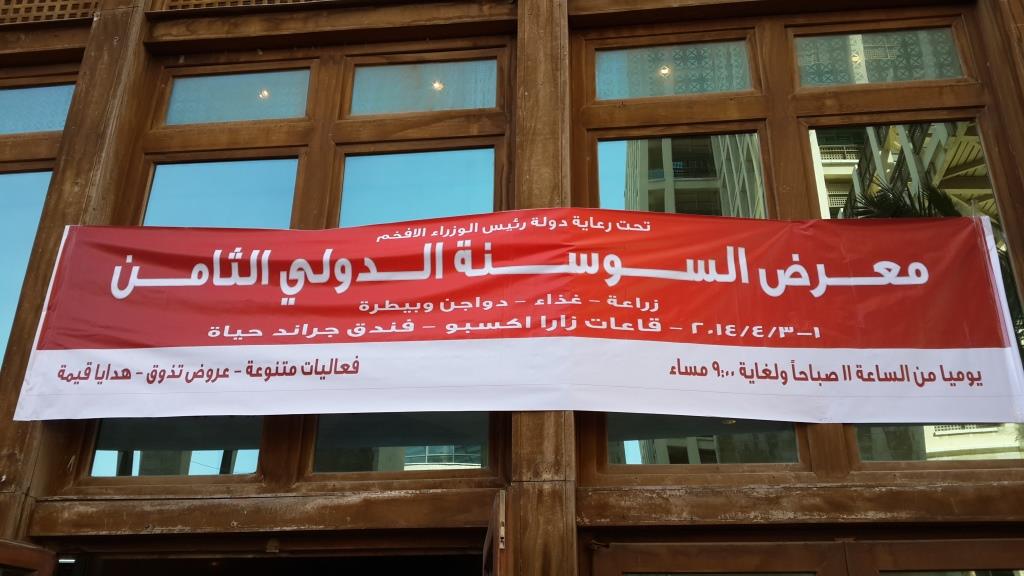 تحت رعاية دولة رئيس الوزراء الافخم
معرض السوسنة الدولي الثامن
زراعة - غذاء - دواجن وبيطرة
١-٢٠١٤/٤/٣ - قاعات زارا اكسبو - فندق جراند حياة
يوميا من الساعة ١١ صباحاً ولغاية ٩:٠٠ مساء
فعاليات متنوعة - عروض تذوق - هدايا قيمة